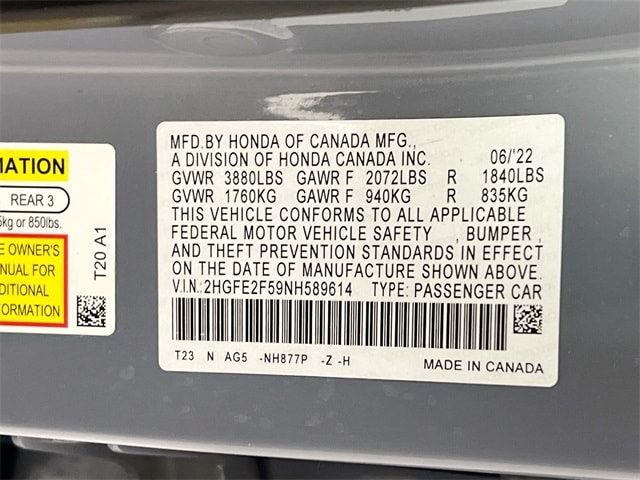 MATION
REAR 3
5kg or 850lbs.
E OWNER'S
NUAL FOR
DITIONAL
FORMATION
T20 A1
MFD.BY HONDA OF CANADA MFG.,
A DIVISION OF HONDA CANADA INC. 06/'22
GVWR 3880LBS GAWR F 2072LBS R 1840LBS
GVWR 1760KG GAWR F 940KG R 835KG
THIS VEHICLE CONFORMS TO ALL APPLICABLE
FEDERAL MOTOR VEHICLE SAFETY , BUMPER ,
AND THEFT PREVENTION STANDARDS IN EFFECT
ON THE DATE OF MANUFACTURE SHOWN ABOVE.
V.I.N.:2HGFE2F59NH589614 TYPE: PASSENGER CAR
T23 N AG5 -NH877P -Z -H MADE IN CANADA